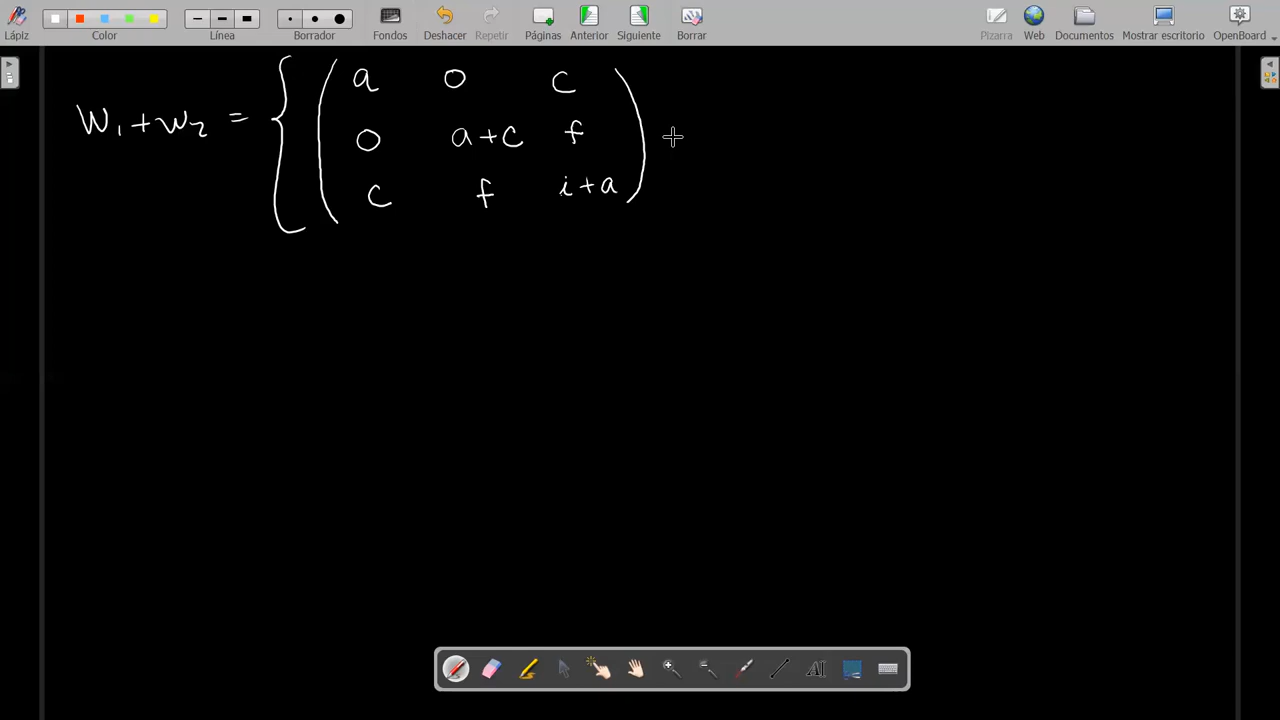 Lápiz Color Línea Borrador Fondos Deshacer Repetir Páginas Anterior Siguiente Borrar Pizarra Web Documentos Mostrar escritorio OpenBoard
a 0 c
W₁ + W₂ = { ( 0 a+c f )
c f i+a
AI